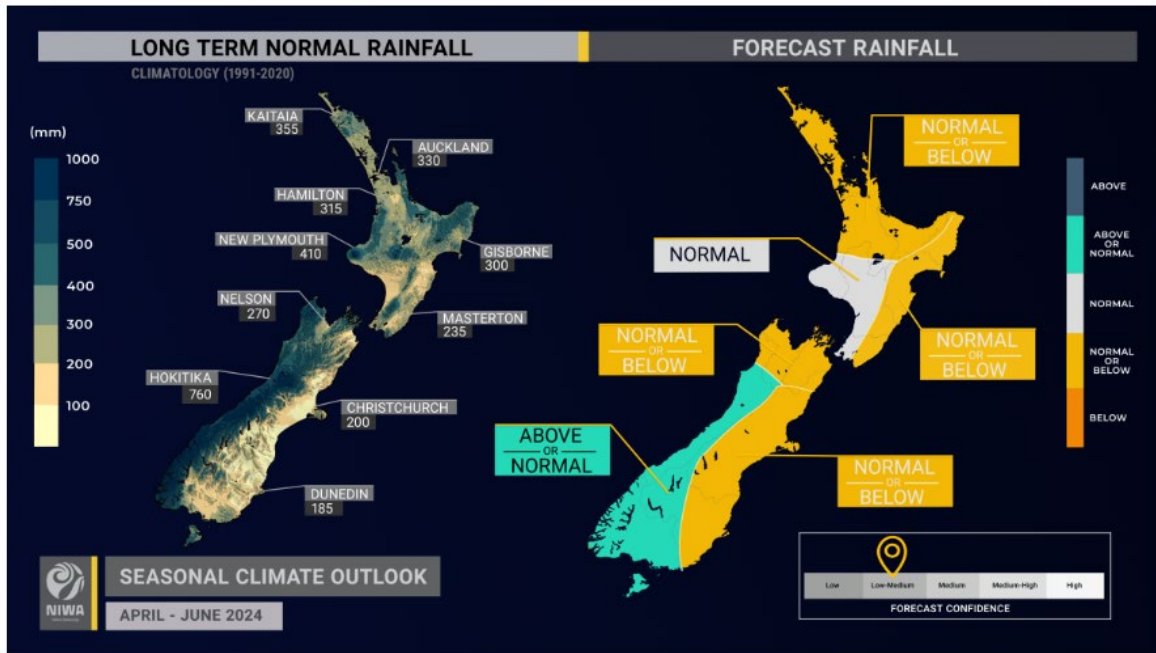 LONG TERM NORMAL RAINFALL
FORECAST RAINFALL
CLIMATOLOGY (1991-2020)
(mm)
1000
750
500
400
300
200
100
KAITAIA
355
AUCKLAND
330
HAMILTON
315
NEW PLYMOUTH
410
GISBORNE
300
NELSON
270
MASTERTON
235
HOKITIKA
760
CHRISTCHURCH
200
DUNEDIN
185
NORMAL
OR
BELOW
NORMAL
NORMAL
OR
BELOW
NORMAL
OR
BELOW
ABOVE
OR
NORMAL
NORMAL
OR
BELOW
ABOVE
ABOVE
OR
NORMAL
NORMAL
NORMAL
OR
BELOW
BELOW
NIWA
SEASONAL CLIMATE OUTLOOK
APRIL - JUNE 2024
Low
Low-Medium
Medium
Medium-High
High
FORECAST CONFIDENCE